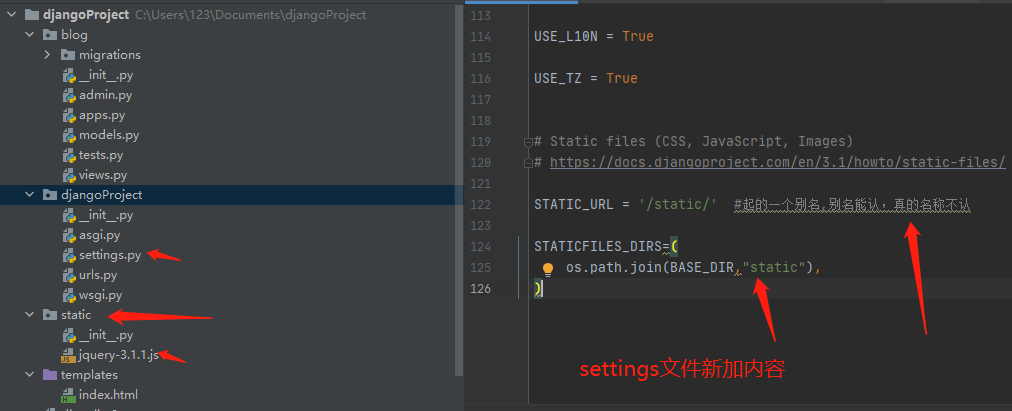 djangoProject C:\Users\123\Documents\djangoProject
blog
migrations
__init__.py
admin.py
apps.py
models.py
tests.py
views.py
djangoProject
__init__.py
asgi.py
settings.py
urls.py
wsgi.py
static
__init__.py
jquery-3.1.1.js
templates
index.html
113
114 USE_L10N = True
115
116 USE_TZ = True
117
118
119 # Static files (CSS, JavaScript, Images)
120 # https://docs.djangoproject.com/en/3.1/howto/static-files/
121
122 STATIC_URL = '/static/' #起的一个别名,别名能认，真的名称不认
123
124 STATICFILES_DIRS=(
125 os.path.join(BASE_DIR,"static"),
126 )
settings文件新加内容